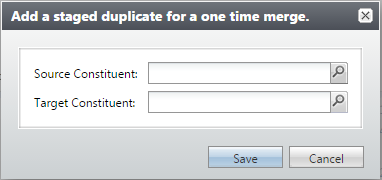 Add a staged duplicate for a one time merge.
Source Constituent:
Target Constituent:
Save Cancel